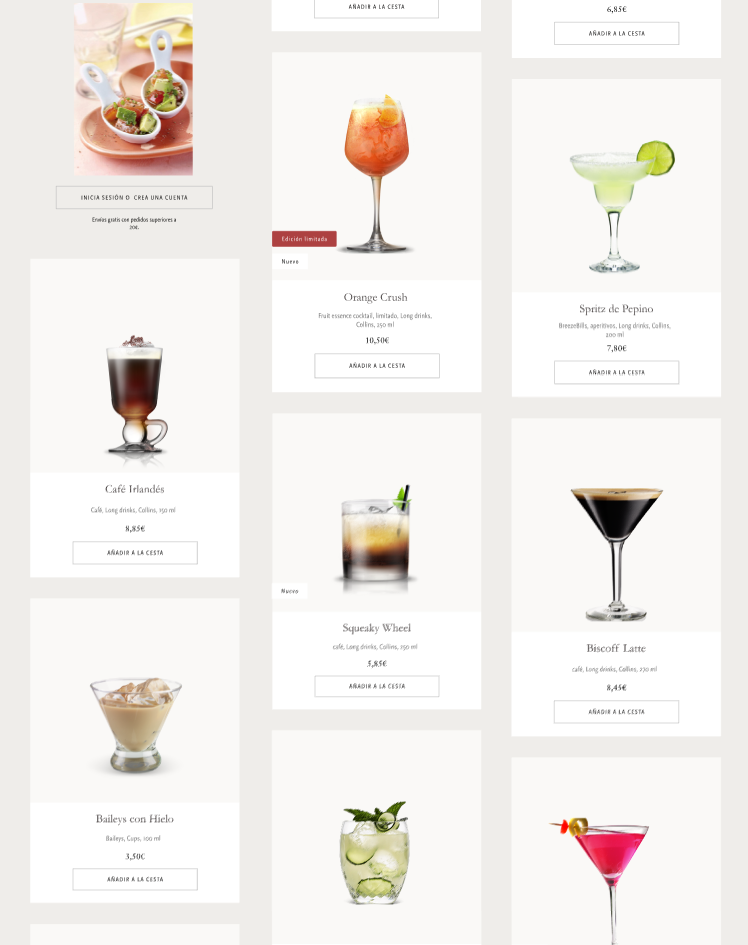 INICIA SESIÓN O CREA UNA CUENTA
Envíos gratis con pedidos superiores a
20€.
Café Irlandés
Café, Long drinks, Collins, 150 ml
8,85€
AÑADIR A LA CESTA
Baileys con Hielo
Baileys, Cups, 100 ml
3,50€
AÑADIR A LA CESTA
AÑADIR A LA CESTA
Edición limitada
Nuevo
Orange Crush
Fruit essence cocktail, limitado, Long drinks,
Collins, 250 ml
10,50€
AÑADIR A LA CESTA
Nuevo
Squeaky Wheel
café, Long drinks, Collins, 250 ml
5,85€
AÑADIR A LA CESTA
6,85€
AÑADIR A LA CESTA
Spritz de Pepino
BreezeBills, aperitivos, Long drinks, Collins,
200 ml
7,80€
AÑADIR A LA CESTA
Biscoff Latte
café, Long drinks, Collins, 270 ml
8,45€
AÑADIR A LA CESTA